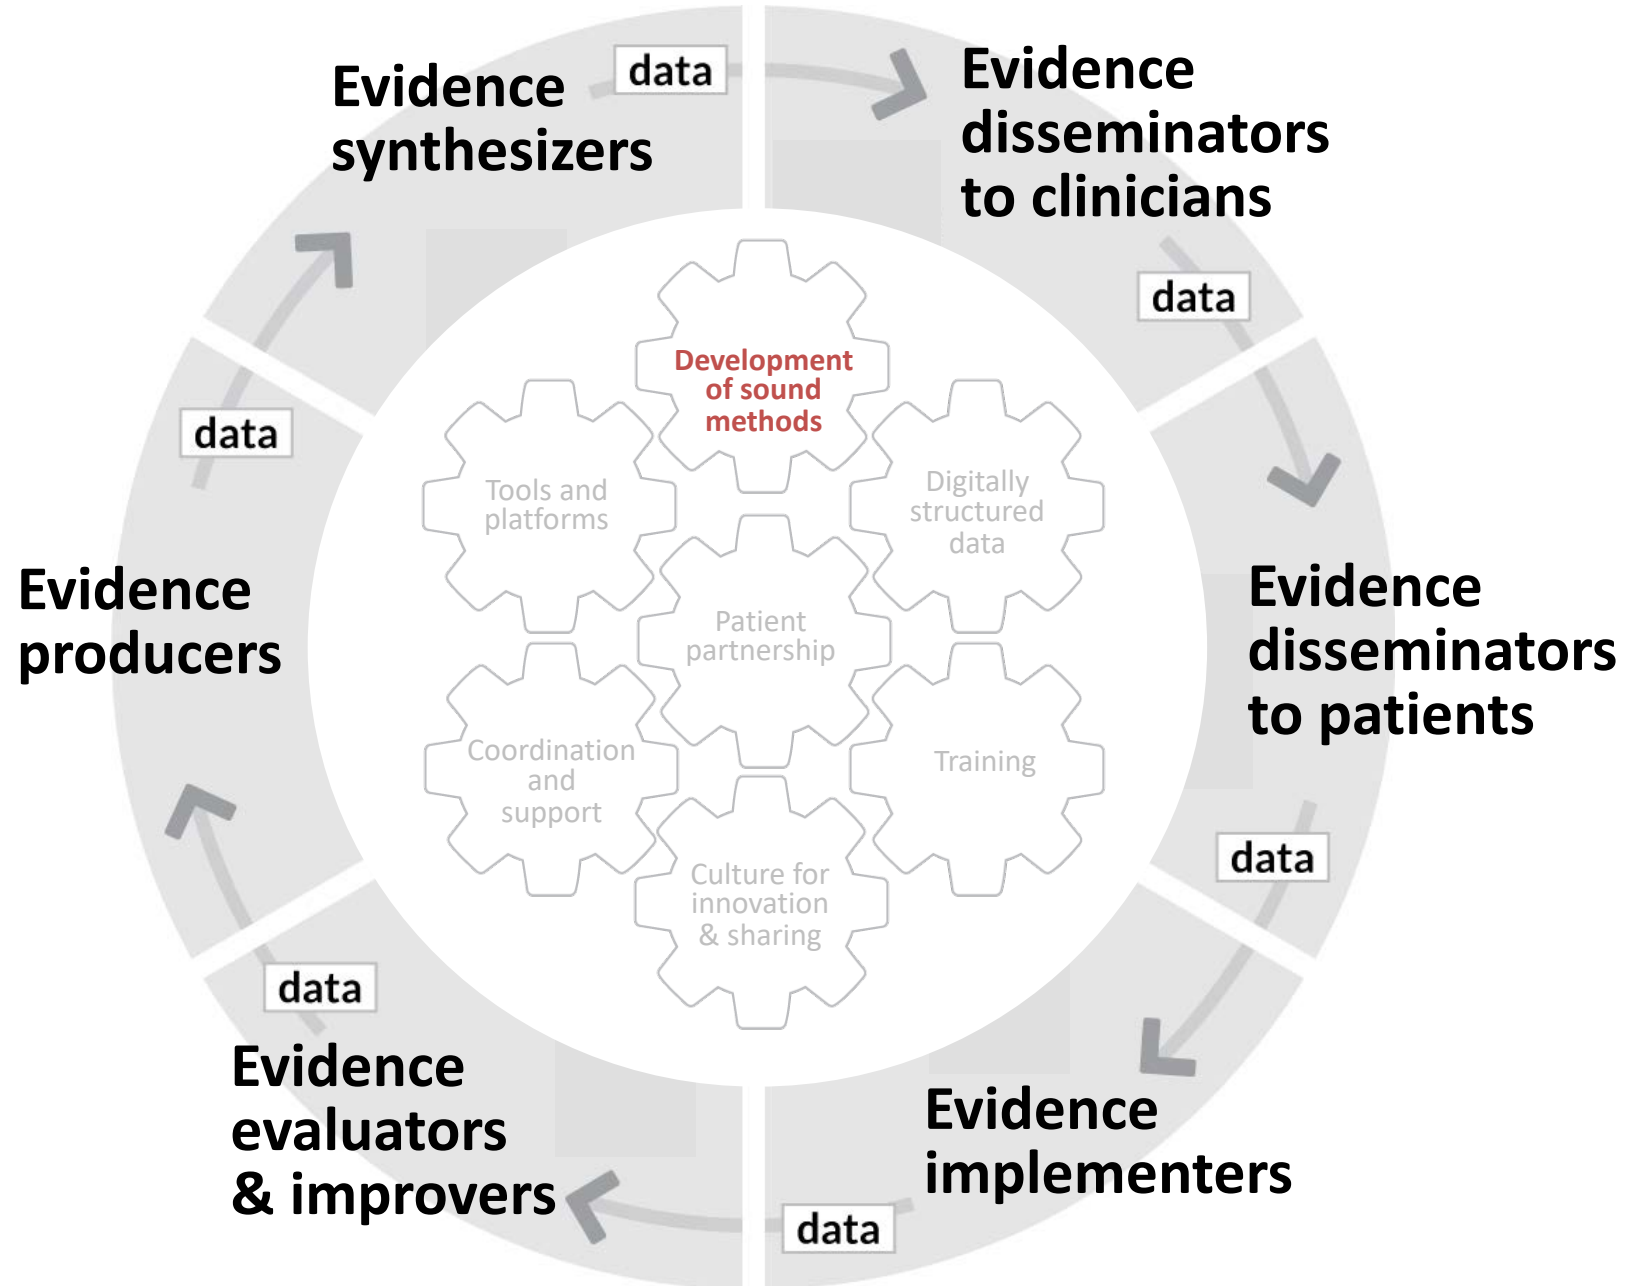 Evidence
synthesizers
data
Evidence
disseminators
to clinicians
data
Evidence
disseminators
to patients
data
Evidence
implementers
data
Evidence
evaluators
& improvers
data
Evidence
producers
data
Development
of sound
methods
Tools and
platforms
Digitally
structured
data
Patient
partnership
Coordination
and
support
Training
Culture for
innovation
& sharing